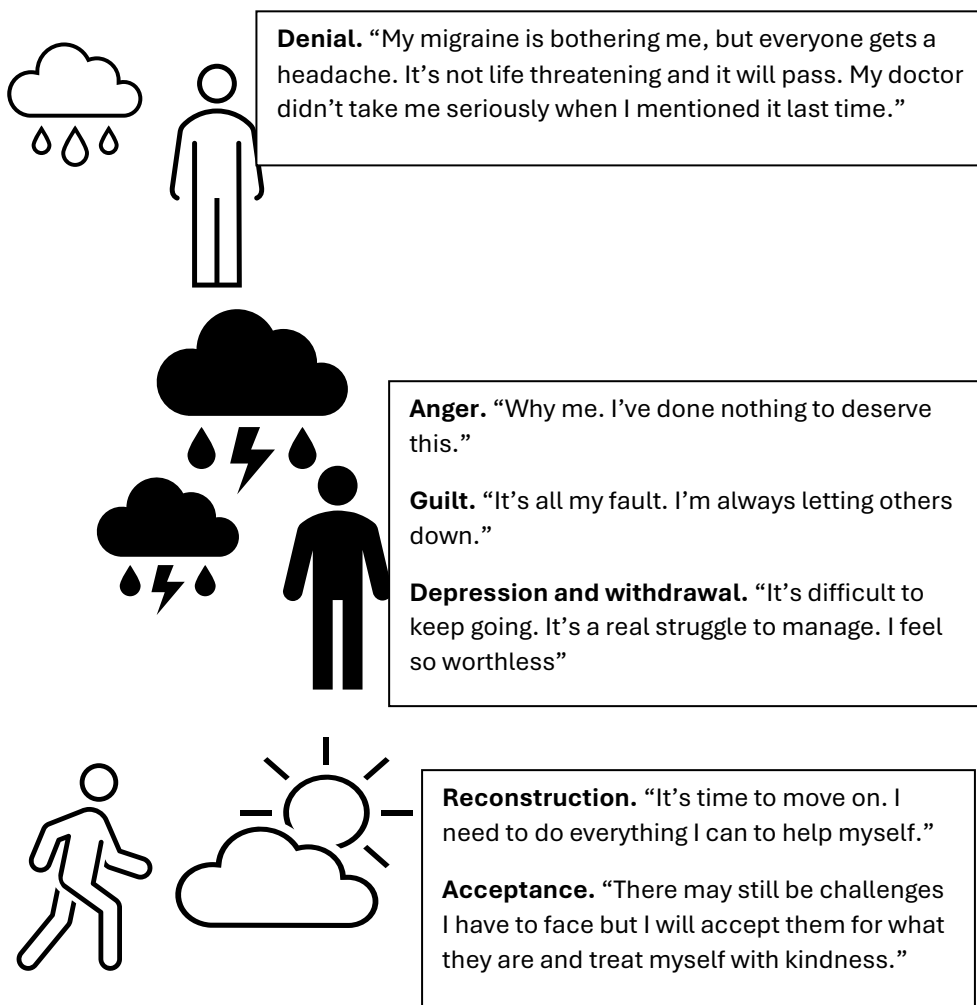 Denial. “My migraine is bothering me, but everyone gets a
headache. It’s not life threatening and it will pass. My doctor
didn’t take me seriously when I mentioned it last time.”
Anger. “Why me. I’ve done nothing to deserve
this.”
Guilt. “It’s all my fault. I’m always letting others
down.”
Depression and withdrawal. “It’s difficult to
keep going. It’s a real struggle to manage. I feel
so worthless”
Reconstruction. “It’s time to move on. I
need to do everything I can to help myself.”
Acceptance. “There may still be challenges
I have to face but I will accept them for what
they are and treat myself with kindness.”